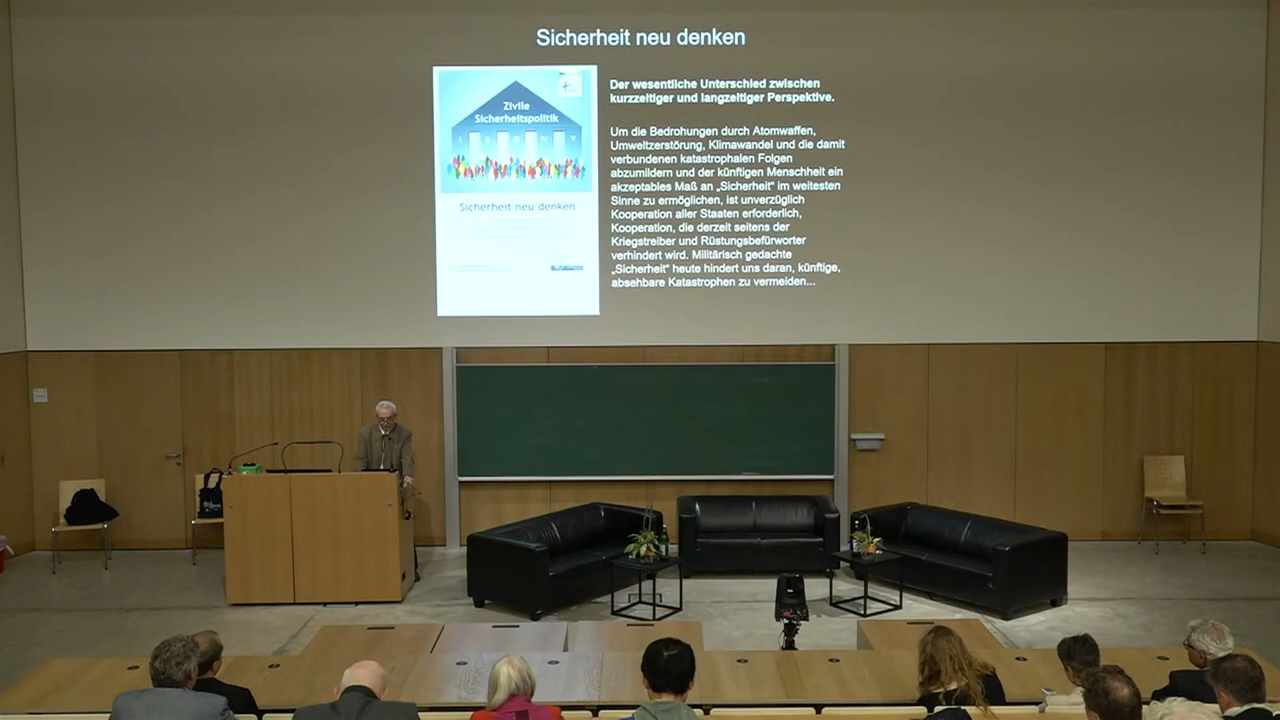 Sicherheit neu denken
Zivile
Sicherheitspolitik
Sicherheit neu denken
Der wesentliche Unterschied zwischen
kurzzeitiger und langzeitiger Perspektive.
Um die Bedrohungen durch Atomwaffen,
Umweltzerstörung, Klimawandel und die damit
verbundenen katastrophalen Folgen
abzumildern und der künftigen Menschheit ein
akzeptables Maß an „Sicherheit“ im weitesten
Sinne zu ermöglichen, ist unverzüglich
Kooperation aller Staaten erforderlich,
Kooperation, die derzeit seitens der
Kriegstreiber und Rüstungsbefürworter
verhindert wird. Militärisch gedachte
„Sicherheit“ heute hindert uns daran, künftige,
absehbare Katastrophen zu vermeiden...